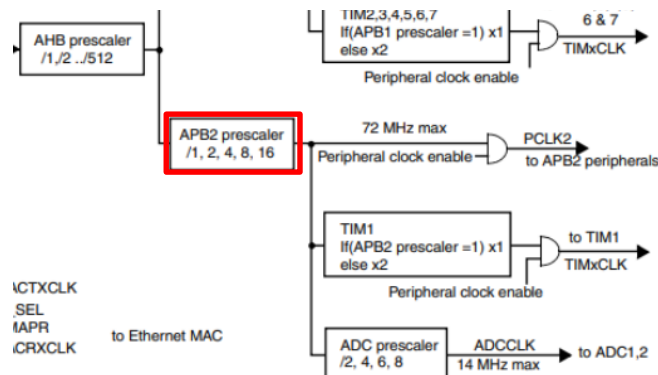 TIM2,3,4,5,6,7
If(APB1 prescaler =1) x1
else x2
6 & 7
TIMxCLK
Peripheral clock enable
AHB prescaler
/1,/2 ../512
APB2 prescaler
/1, 2, 4, 8, 16
72 MHz max
Peripheral clock enable
PCLK2
to APB2 peripherals
TIM1
If(APB2 prescaler =1) x1
else x2
to TIM1
TIMxCLK
Peripheral clock enable
ACTXCLK
_SEL
MAPR
ACRXCLK
to Ethernet MAC
ADC prescaler
/2, 4, 6, 8
ADCCLK
14 MHz max
to ADC1,2